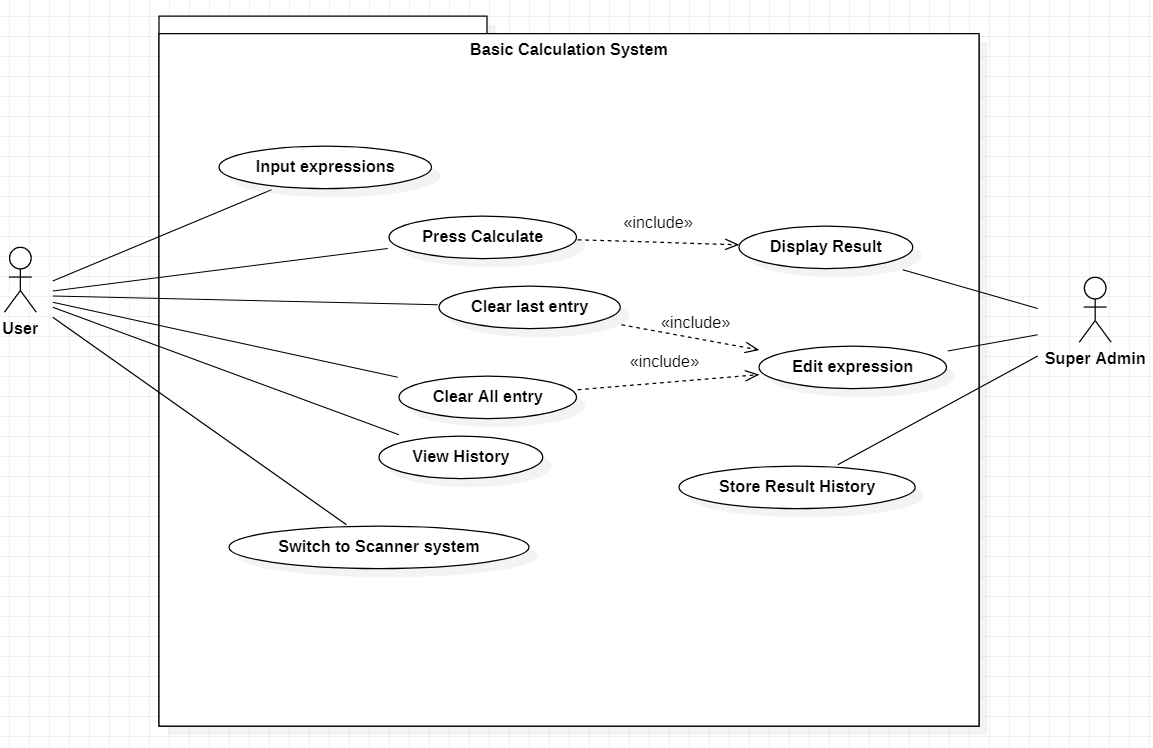 Basic Calculation System
Input expressions
Press Calculate
«include»
Display Result
Clear last entry
«include»
User
Super Admin
«include»
Edit expression
Clear All entry
View History
Store Result History
Switch to Scanner system